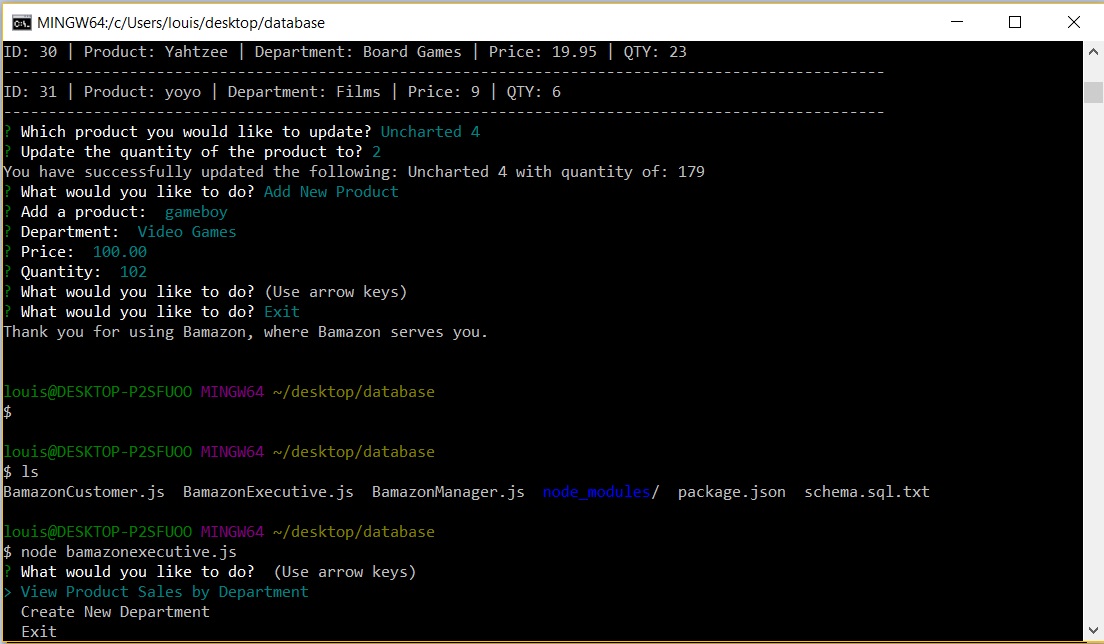 MINGW64:/c/Users/louis/desktop/database
ID: 30 | Product: Yahtzee | Department: Board Games | Price: 19.95 | QTY: 23
--------------------------------------------------------------------------------------------------
ID: 31 | Product: yoyo | Department: Films | Price: 9 | QTY: 6
--------------------------------------------------------------------------------------------------
? Which product you would like to update? Uncharted 4
? Update the quantity of the product to? 2
You have successfully updated the following: Uncharted 4 with quantity of: 179
? What would you like to do? Add New Product
? Add a product:  gameboy
? Department:  Video Games
? Price:  100.00
? Quantity:  102
? What would you like to do? (Use arrow keys)
? What would you like to do? Exit
Thank you for using Bamazon, where Bamazon serves you.
louis@DESKTOP-P2SFUOO MINGW64 ~/desktop/database
$
louis@DESKTOP-P2SFUOO MINGW64 ~/desktop/database
$ ls
BamazonCustomer.js  BamazonExecutive.js  BamazonManager.js  node_modules/  package.json  schema.sql.txt
louis@DESKTOP-P2SFUOO MINGW64 ~/desktop/database
$ node bamazonexecutive.js
? What would you like to do?  (Use arrow keys)
> View Product Sales by Department
  Create New Department
  Exit